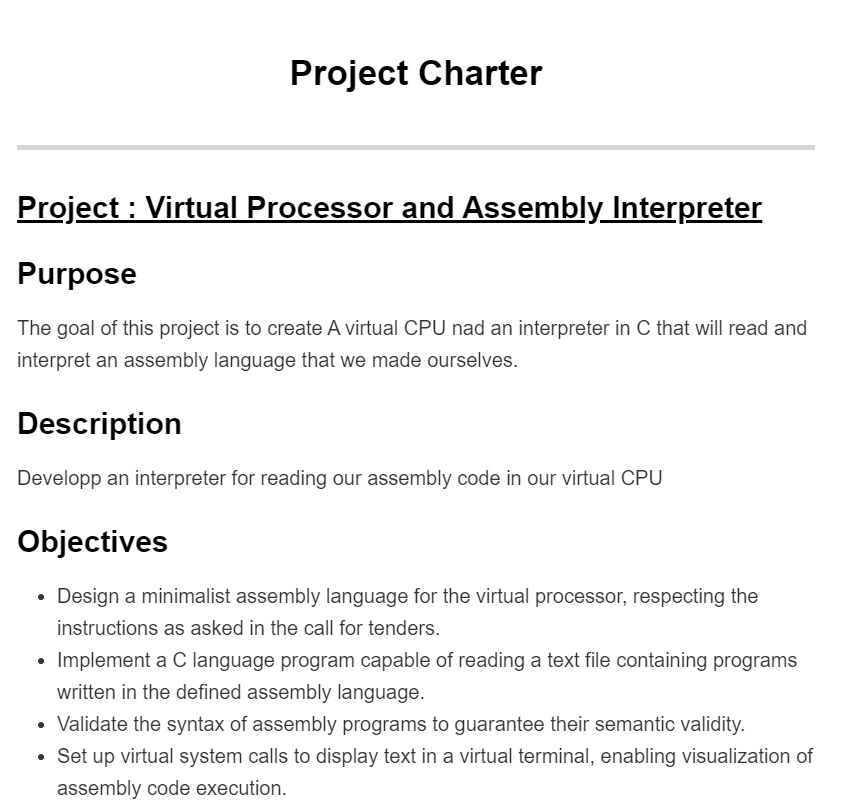 Project Charter
Project : Virtual Processor and Assembly Interpreter
Purpose
The goal of this project is to create A virtual CPU nad an interpreter in C that will read and
interpret an assembly language that we made ourselves.
Description
Developp an interpreter for reading our assembly code in our virtual CPU
Objectives
• Design a minimalist assembly language for the virtual processor, respecting the
instructions as asked in the call for tenders.
• Implement a C language program capable of reading a text file containing programs
written in the defined assembly language.
• Validate the syntax of assembly programs to guarantee their semantic validity.
• Set up virtual system calls to display text in a virtual terminal, enabling visualization of
assembly code execution.